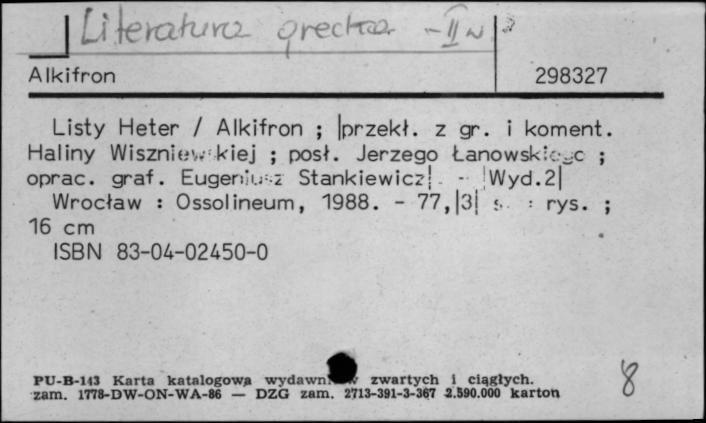 Literatura grecka - II w
Alkifron 298327
Listy Heter / Alkifron ; |przekł. z gr. i koment.
Haliny Wiszniewskiej ; posł. Jerzego Łanowskiego ;
oprac. graf. Eugeniusz Stankiewicz|. - |Wyd.2|
Wrocław : Ossolineum, 1988. - 77,|3| s. : rys. ;
16 cm
ISBN 83-04-02450-0
PU-B-143 Karta katalogowa wydawnictw zwartych i ciągłych.
zam. 1778-DW-ON-WA-86 — DZG zam. 2713-391-3-367 2.590.000 karton
8